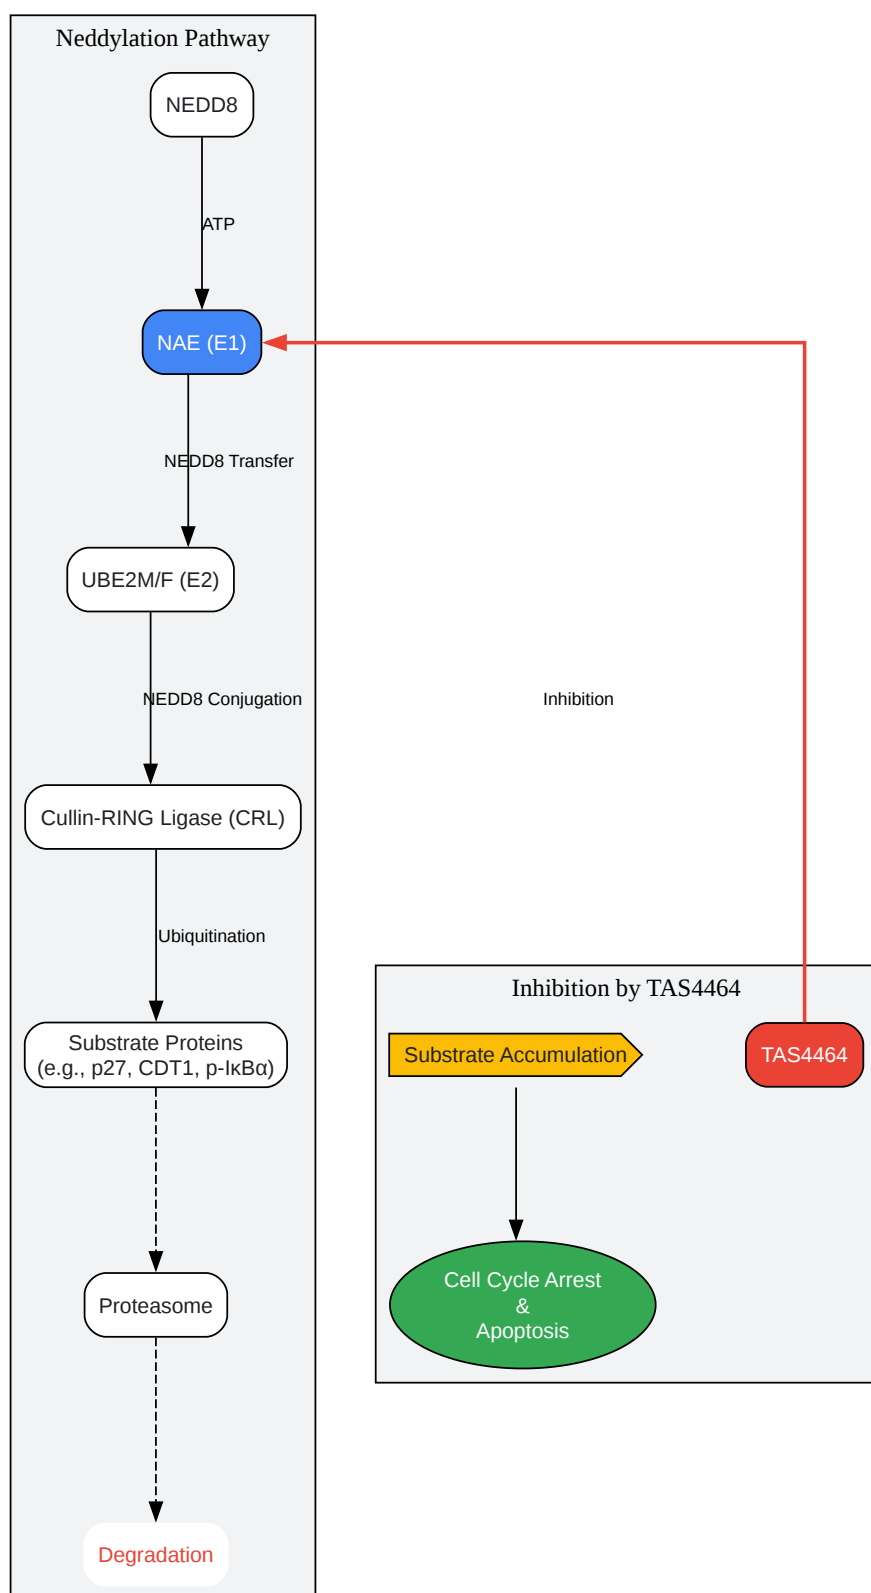 Neddylation Pathway
NEDD8
ATP
NAE (E1)
NEDD8 Transfer
UBE2M/F (E2)
NEDD8 Conjugation
Cullin-RING Ligase (CRL)
Ubiquitination
Substrate Proteins
(e.g., p27, CDT1, p-IκBα)
Proteasome
Degradation
Inhibition
Inhibition by TAS4464
Substrate Accumulation
TAS4464
Cell Cycle Arrest
&
Apoptosis